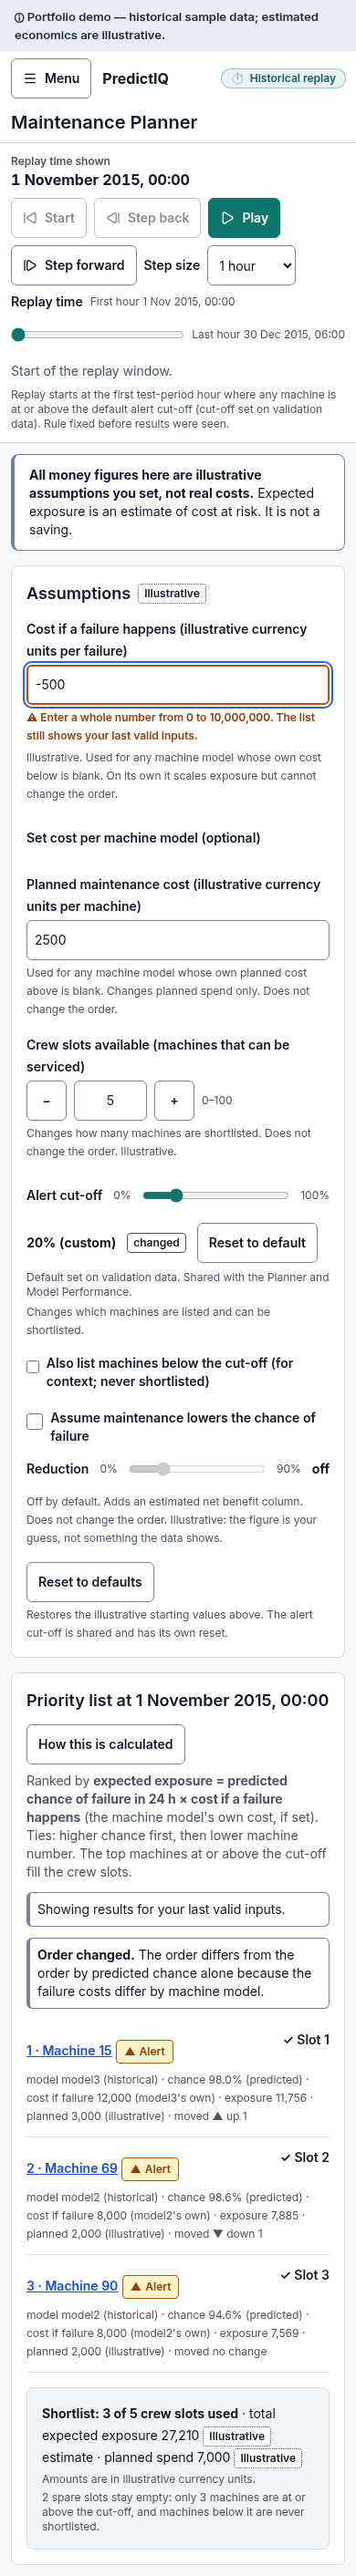 Portfolio demo — historical sample data; estimated
economics are illustrative.
Menu
PredictIQ
Historical replay
Maintenance Planner
Replay time shown
1 November 2015, 00:00
Start
Step back
Play
Step forward
Step size
1 hour
Replay time First hour 1 Nov 2015, 00:00
Last hour 30 Dec 2015, 06:00
Start of the replay window.
Replay starts at the first test-period hour where any machine is
at or above the default alert cut-off (cut-off set on validation
data). Rule fixed before results were seen.
All money figures here are illustrative
assumptions you set, not real costs. Expected
exposure is an estimate of cost at risk. It is not a
saving.
Assumptions Illustrative
Cost if a failure happens (illustrative currency
units per failure)
-500
⚠ Enter a whole number from 0 to 10,000,000. The list
still shows your last valid inputs.
Illustrative. Used for any machine model whose own cost
below is blank. On its own it scales exposure but cannot
change the order.
Set cost per machine model (optional)
Planned maintenance cost (illustrative currency
units per machine)
2500
Used for any machine model whose own planned cost
above is blank. Changes planned spend only. Does not
change the order.
Crew slots available (machines that can be
serviced)
− 5 + 0–100
Changes how many machines are shortlisted. Does not
change the order. Illustrative.
Alert cut-off 0% 100%
20% (custom) changed Reset to default
Default set on validation data. Shared with the Planner and
Model Performance.
Changes which machines are listed and can be
shortlisted.
Also list machines below the cut-off (for
context; never shortlisted)
Assume maintenance lowers the chance of
failure
Reduction 0% 90% off
Off by default. Adds an estimated net benefit column.
Does not change the order. Illustrative: the figure is your
guess, not something the data shows.
Reset to defaults
Restores the illustrative starting values above. The alert
cut-off is shared and has its own reset.
Priority list at 1 November 2015, 00:00
How this is calculated
Ranked by expected exposure = predicted
chance of failure in 24 h × cost if a failure
happens (the machine model's own cost, if set).
Ties: higher chance first, then lower machine
number. The top machines at or above the cut-off
fill the crew slots.
Showing results for your last valid inputs.
Order changed. The order differs from the
order by predicted chance alone because the
failure costs differ by machine model.
✓ Slot 1
1 · Machine 15 ▲ Alert
model model3 (historical) · chance 98.0% (predicted) ·
cost if failure 12,000 (model3's own) · exposure 11,756 ·
planned 3,000 (illustrative) · moved ▲ up 1
✓ Slot 2
2 · Machine 69 ▲ Alert
model model2 (historical) · chance 98.6% (predicted) ·
cost if failure 8,000 (model2's own) · exposure 7,885 ·
planned 2,000 (illustrative) · moved ▼ down 1
✓ Slot 3
3 · Machine 90 ▲ Alert
model model2 (historical) · chance 94.6% (predicted) ·
cost if failure 8,000 (model2's own) · exposure 7,569 ·
planned 2,000 (illustrative) · moved no change
Shortlist: 3 of 5 crew slots used · total
expected exposure 27,210 Illustrative
estimate · planned spend 7,000 Illustrative
Amounts are in illustrative currency units.
2 spare slots stay empty: only 3 machines are at or
above the cut-off, and machines below it are never
shortlisted.